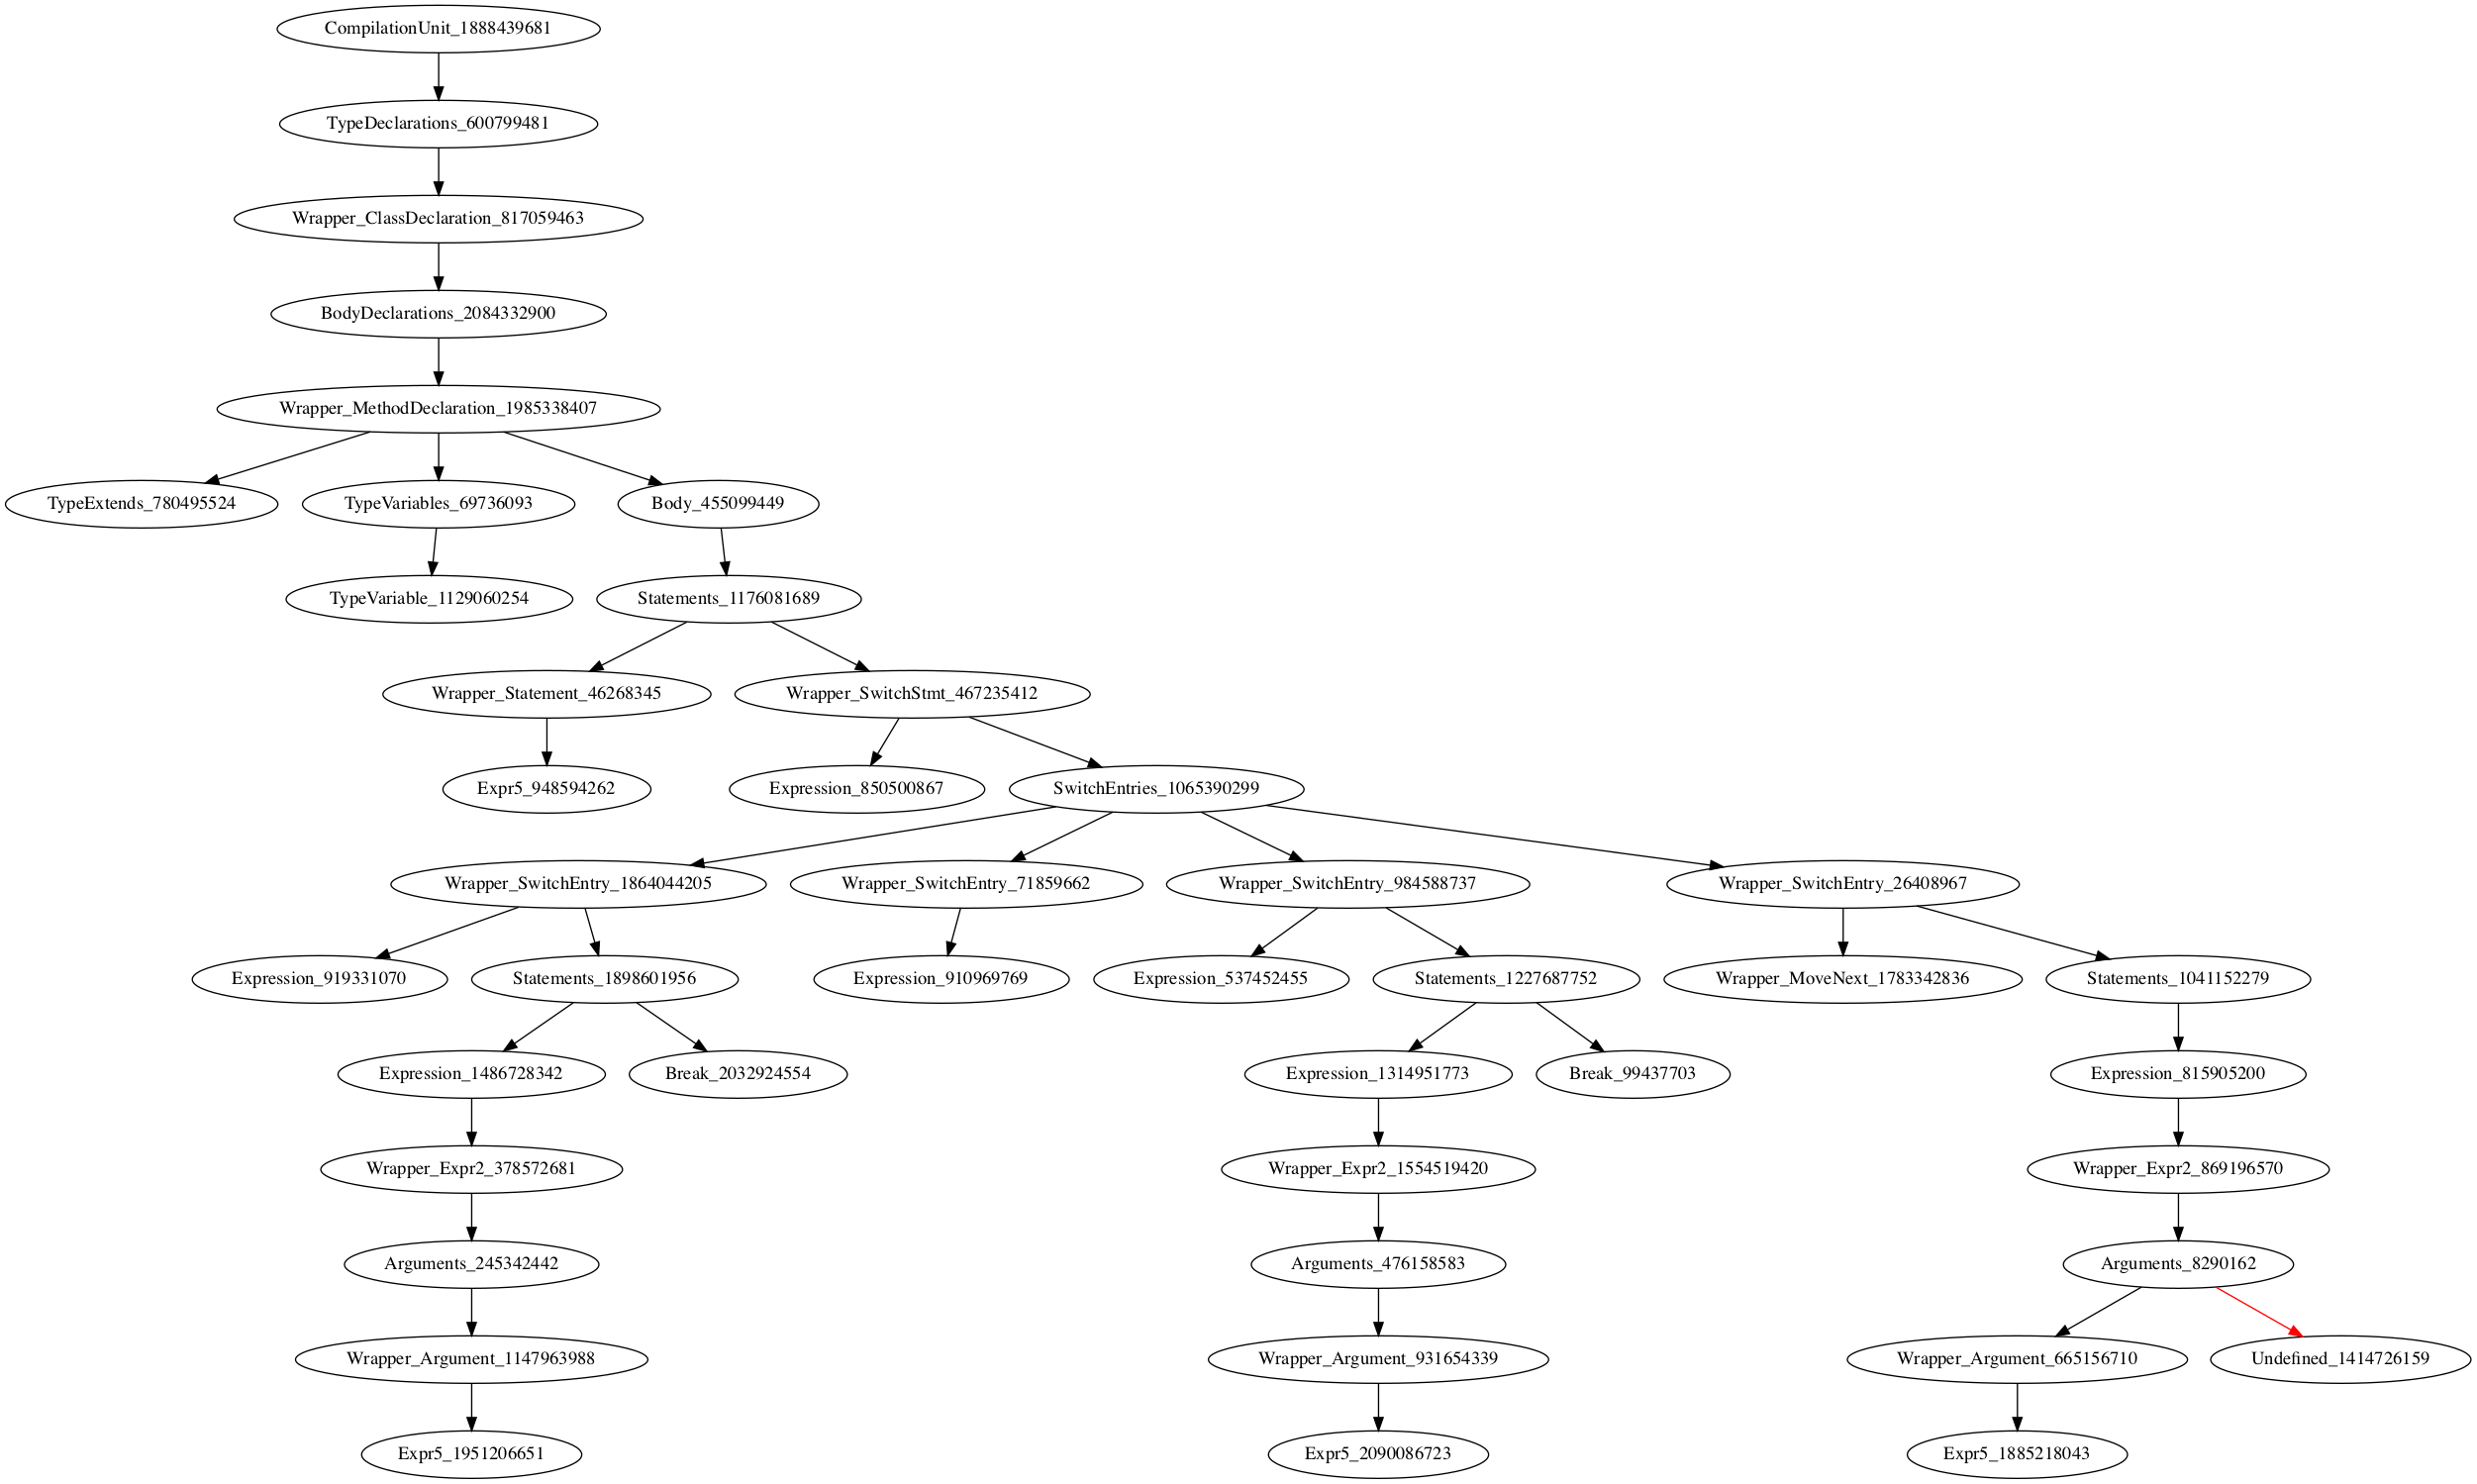 CompilationUnit_1888439681
TypeDeclarations_600799481
Wrapper_ClassDeclaration_817059463
BodyDeclarations_2084332900
Wrapper_MethodDeclaration_1985338407
TypeExtends_780495524
TypeVariables_69736093
Body_455099449
TypeVariable_1129060254
Statements_1176081689
Wrapper_Statement_46268345
Wrapper_SwitchStmt_467235412
Expr5_948594262
Expression_850500867
SwitchEntries_1065390299
Wrapper_SwitchEntry_1864044205
Wrapper_SwitchEntry_71859662
Wrapper_SwitchEntry_984588737
Wrapper_SwitchEntry_26408967
Expression_919331070
Statements_1898601956
Expression_910969769
Expression_537452455
Statements_1227687752
Wrapper_MoveNext_1783342836
Statements_1041152279
Expression_1486728342
Break_2032924554
Expression_1314951773
Break_99437703
Expression_815905200
Wrapper_Expr2_378572681
Wrapper_Expr2_1554519420
Wrapper_Expr2_869196570
Arguments_245342442
Arguments_476158583
Arguments_8290162
Wrapper_Argument_1147963988
Wrapper_Argument_931654339
Wrapper_Argument_665156710
Undefined_1414726159
Expr5_1951206651
Expr5_2090086723
Expr5_1885218043